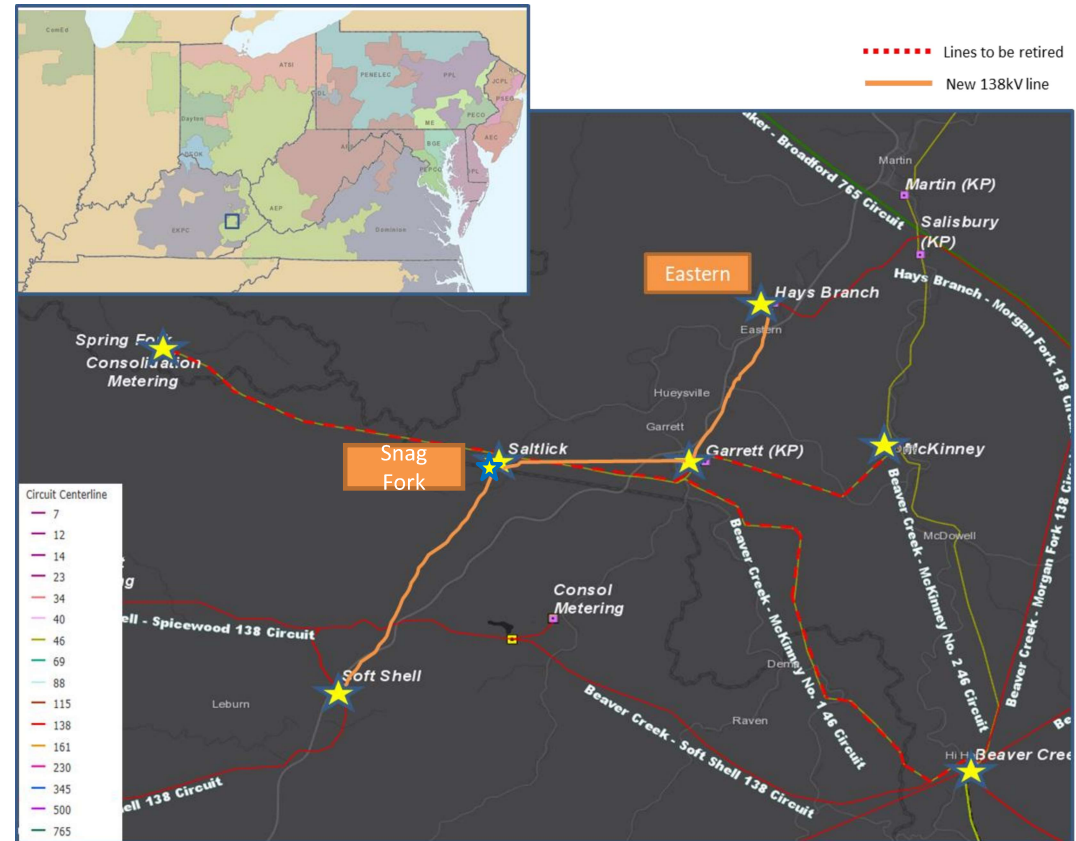 ComEd
ATSI
PENELEC
PPL
JCPL
PSEG
PECO
ME
AEC
Dayton
BGE
PEPCO
DPL
AEP
EKPC
Dominion
Lines to be retired
New 138kV line
Broadford 765 Circuit
Martin
Martin (KP)
Salisbury
(KP)
Eastern
Hays Branch
Hays Branch - Morgan Fork 138
Eastern
Spring Fork
Consolidation
Metering
Hueysville
Garrett
Snag
Fork
Saltlick
Garrett (KP)
McKinney
McDowell
Circuit Centerline
7
12
14
23
34
40
46
69
88
115
138
161
230
345
500
765
Consol
Metering
Spicewood 138 Circuit
Soft Shell
Leburn
Beaver Creek - McKinney No. 1 46 Circuit
Beaver Creek - McKinney No. 2 46 Circuit
Beaver Creek - Morgan Fork 138
Beaver Creek - Soft Shell 138 Circuit
Raven
138 Circuit
Beaver